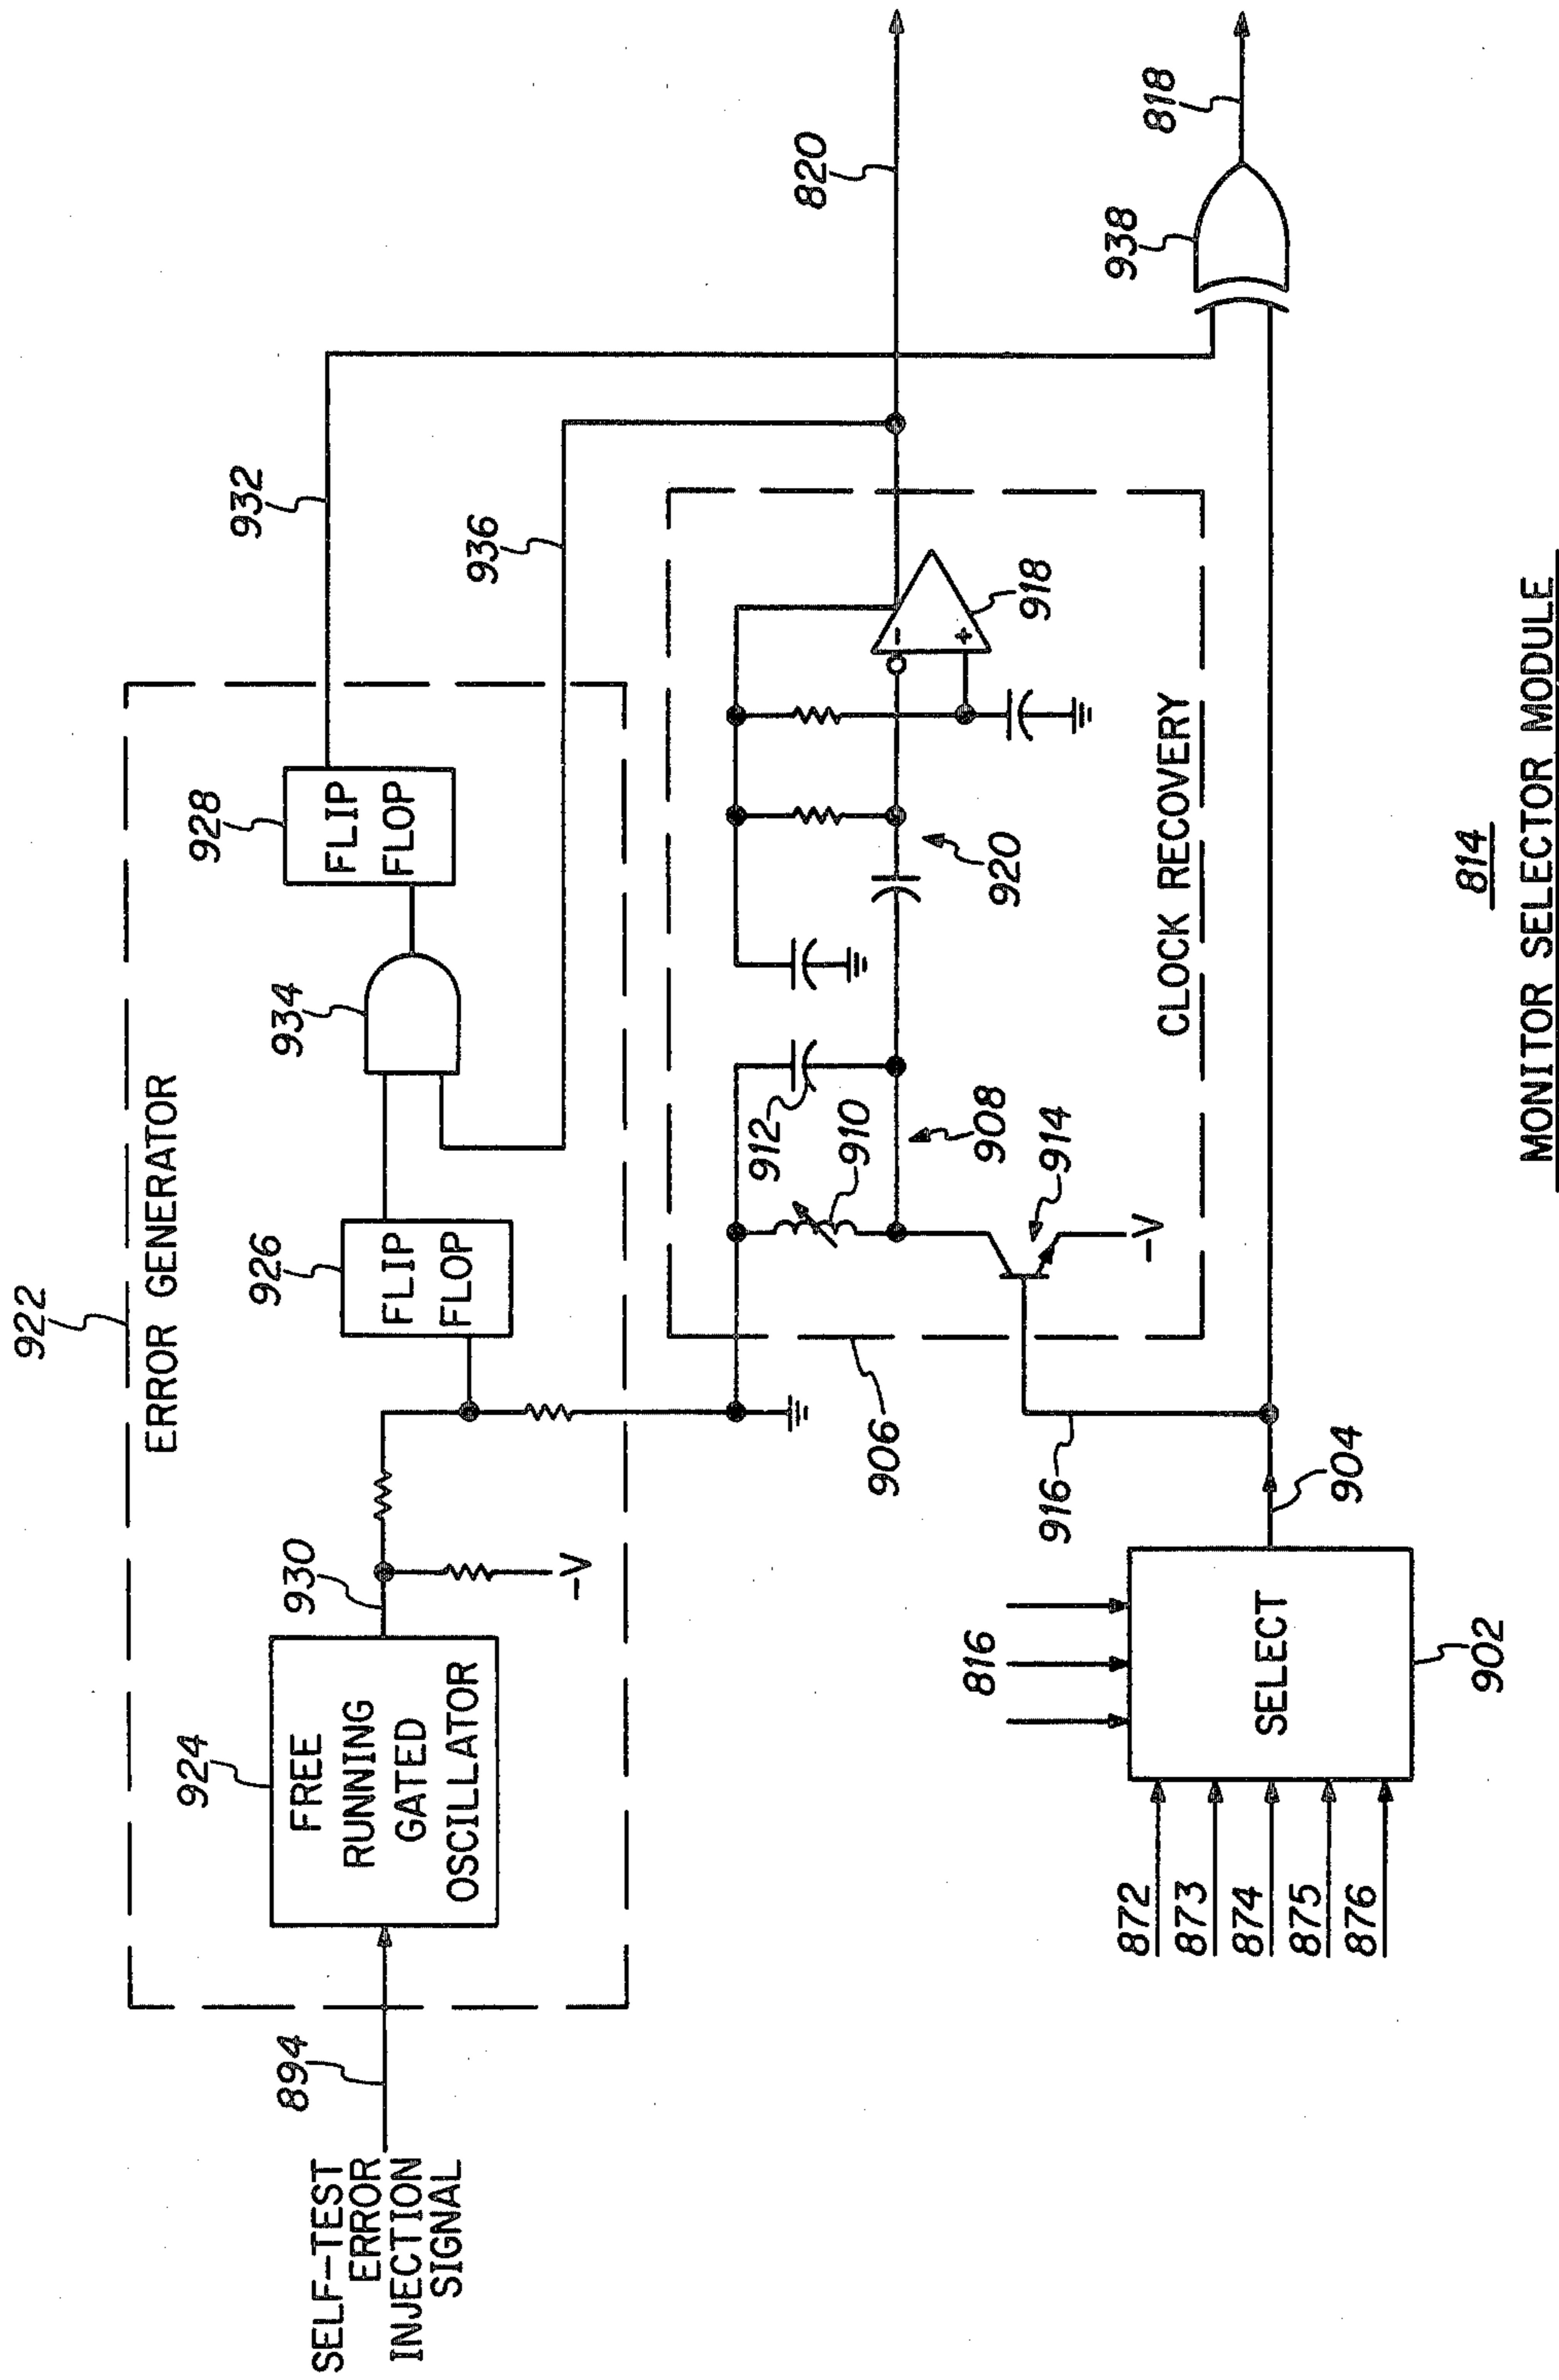 922
ERROR GENERATOR
894
SELF-TEST
ERROR
INJECTION
SIGNAL
924
FREE
RUNNING
GATED
OSCILLATOR
930
-V
926
FLIP
FLOP
934
928
FLIP
FLOP
932
936
906
912
910
908
914
-V
920
-
+
918
CLOCK RECOVERY
820
916
816
872
873
874
875
876
SELECT
902
904
938
818
814
MONITOR SELECTOR MODULE